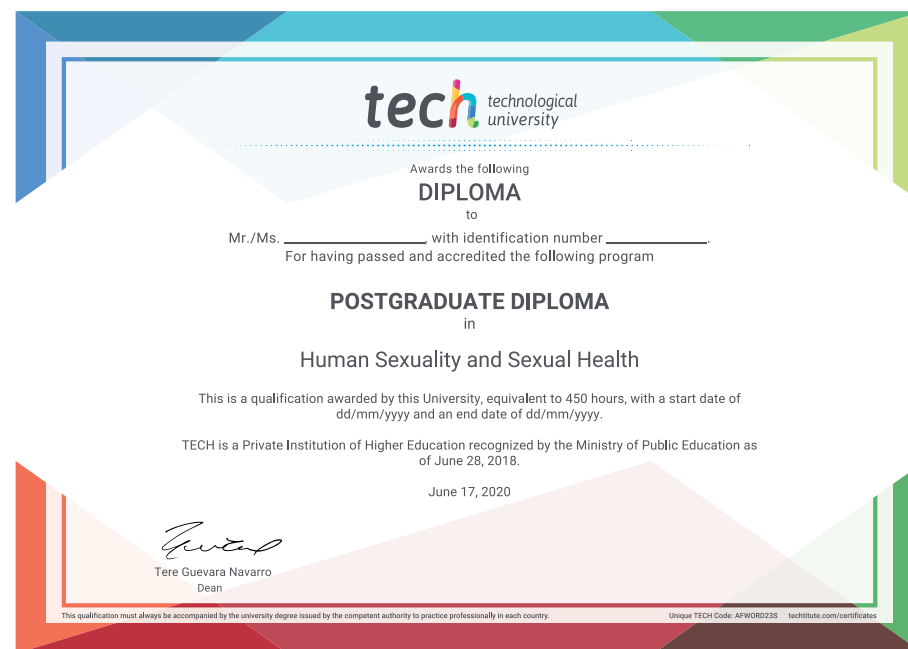 tech technological
university
Awards the following
DIPLOMA
to
Mr./Ms. ____________________, with identification number ______________.
For having passed and accredited the following program
POSTGRADUATE DIPLOMA
in
Human Sexuality and Sexual Health
This is a qualification awarded by this University, equivalent to 450 hours, with a start date of
dd/mm/yyyy and an end date of dd/mm/yyyy.
TECH is a Private Institution of Higher Education recognized by the Ministry of Public Education as
of June 28, 2018.
June 17, 2020
Tere Guevara Navarro
Dean
This qualification must always be accompanied by the university degree issued by the competent authority to practice professionally in each country.
Unique TECH Code: AFWORD23S techtitute.com/certificates